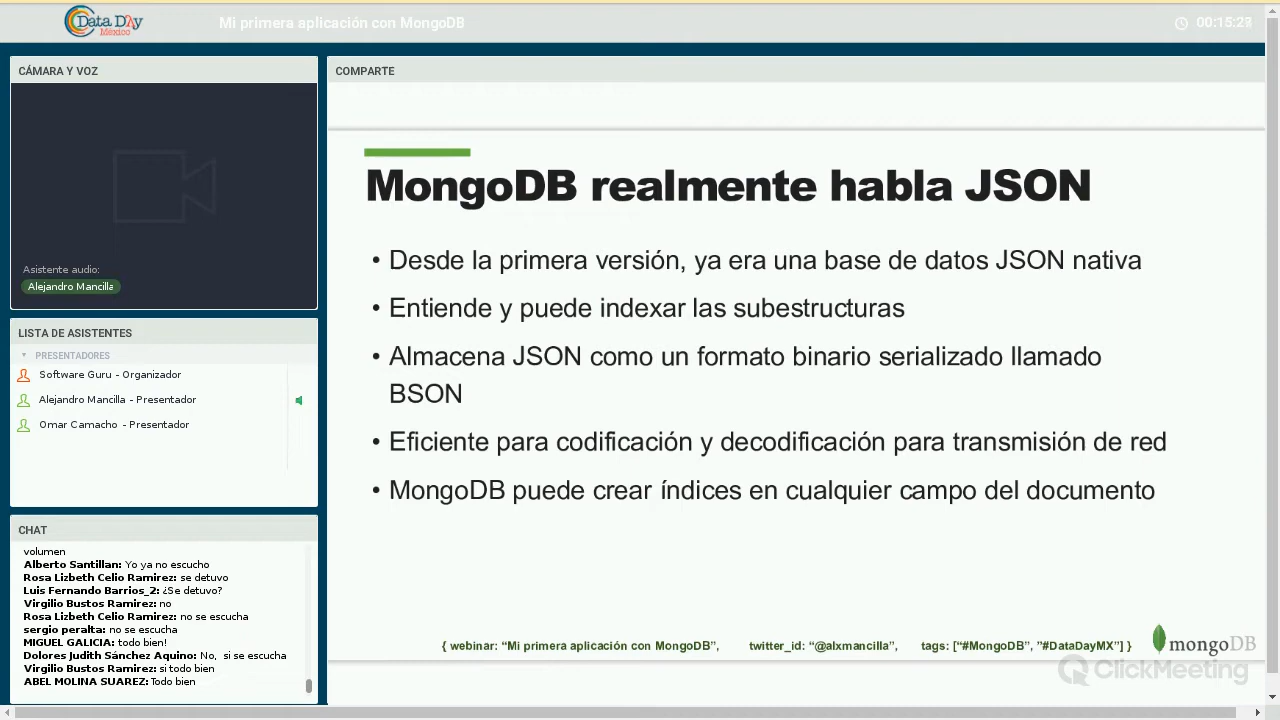 Data Day
México
Mi primera aplicación con MongoDB
CÁMARA Y VOZ
Asistente audio:
Alejandro Mancilla
LISTA DE ASISTENTES
PRESENTADORES
Software Guru - Organizador
Alejandro Mancilla - Presentador
Omar Camacho - Presentador
CHAT
volumen
Alberto Santillan: Yo ya no escucho
Rosa Lizbeth Celio Ramirez: se detuvo
Luis Fernando Barrios_2: ¿Se detuvo?
Virgilio Bustos Ramirez: no
Rosa Lizbeth Celio Ramirez: no se escucha
sergio peralta: no se escucha
MIGUEL GALICIA: todo bien!
Dolores Judith Sánchez Aquino: No, si se escucha
Virgilio Bustos Ramirez: si todo bien
ABEL MOLINA SUAREZ: Todo bien
COMPARTE
MongoDB realmente habla JSON
• Desde la primera versión, ya era una base de datos JSON nativa
• Entiende y puede indexar las subestructuras
• Almacena JSON como un formato binario serializado llamado
BSON
• Eficiente para codificación y decodificación para transmisión de red
• MongoDB puede crear índices en cualquier campo del documento
{ webinar: “Mi primera aplicación con MongoDB”, twitter_id: “@alxmancilla”, tags: [“#MongoDB”, ”#DataDayMX”] }
mongoDB
ClickMeeting